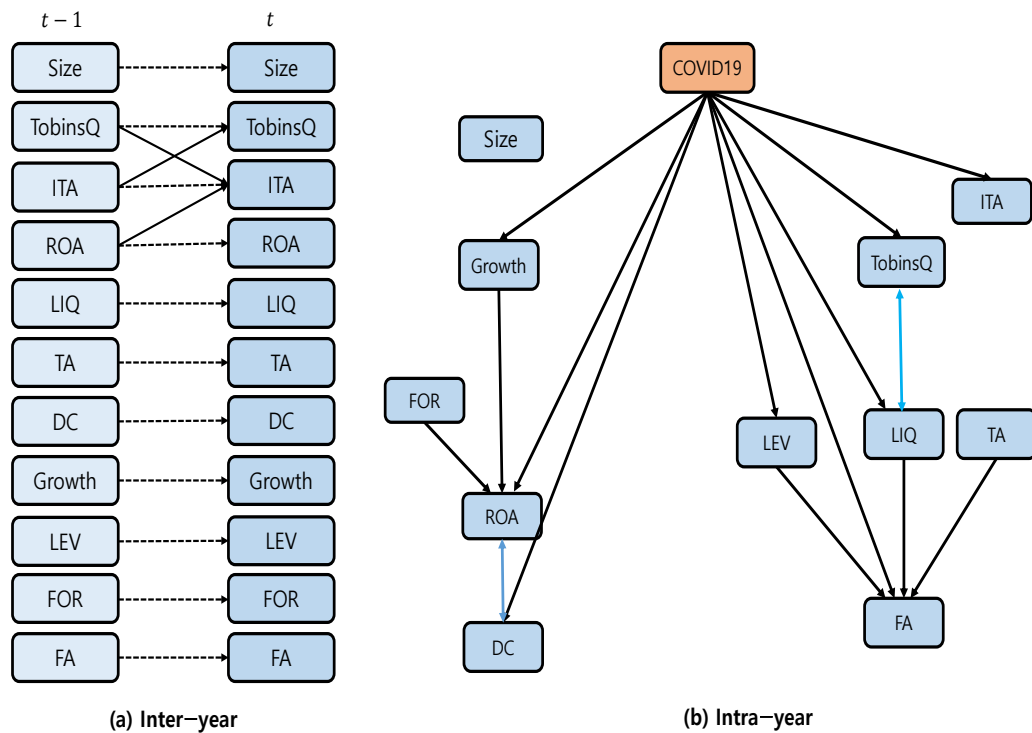 t − 1
t
Size
Size
TobinsQ
TobinsQ
ITA
ITA
ROA
ROA
LIQ
LIQ
TA
TA
DC
DC
Growth
Growth
LEV
LEV
FOR
FOR
FA
FA
(a) Inter−year
COVID19
Size
ITA
Growth
TobinsQ
FOR
LEV
LIQ
TA
ROA
FA
DC
(b) Intra−year